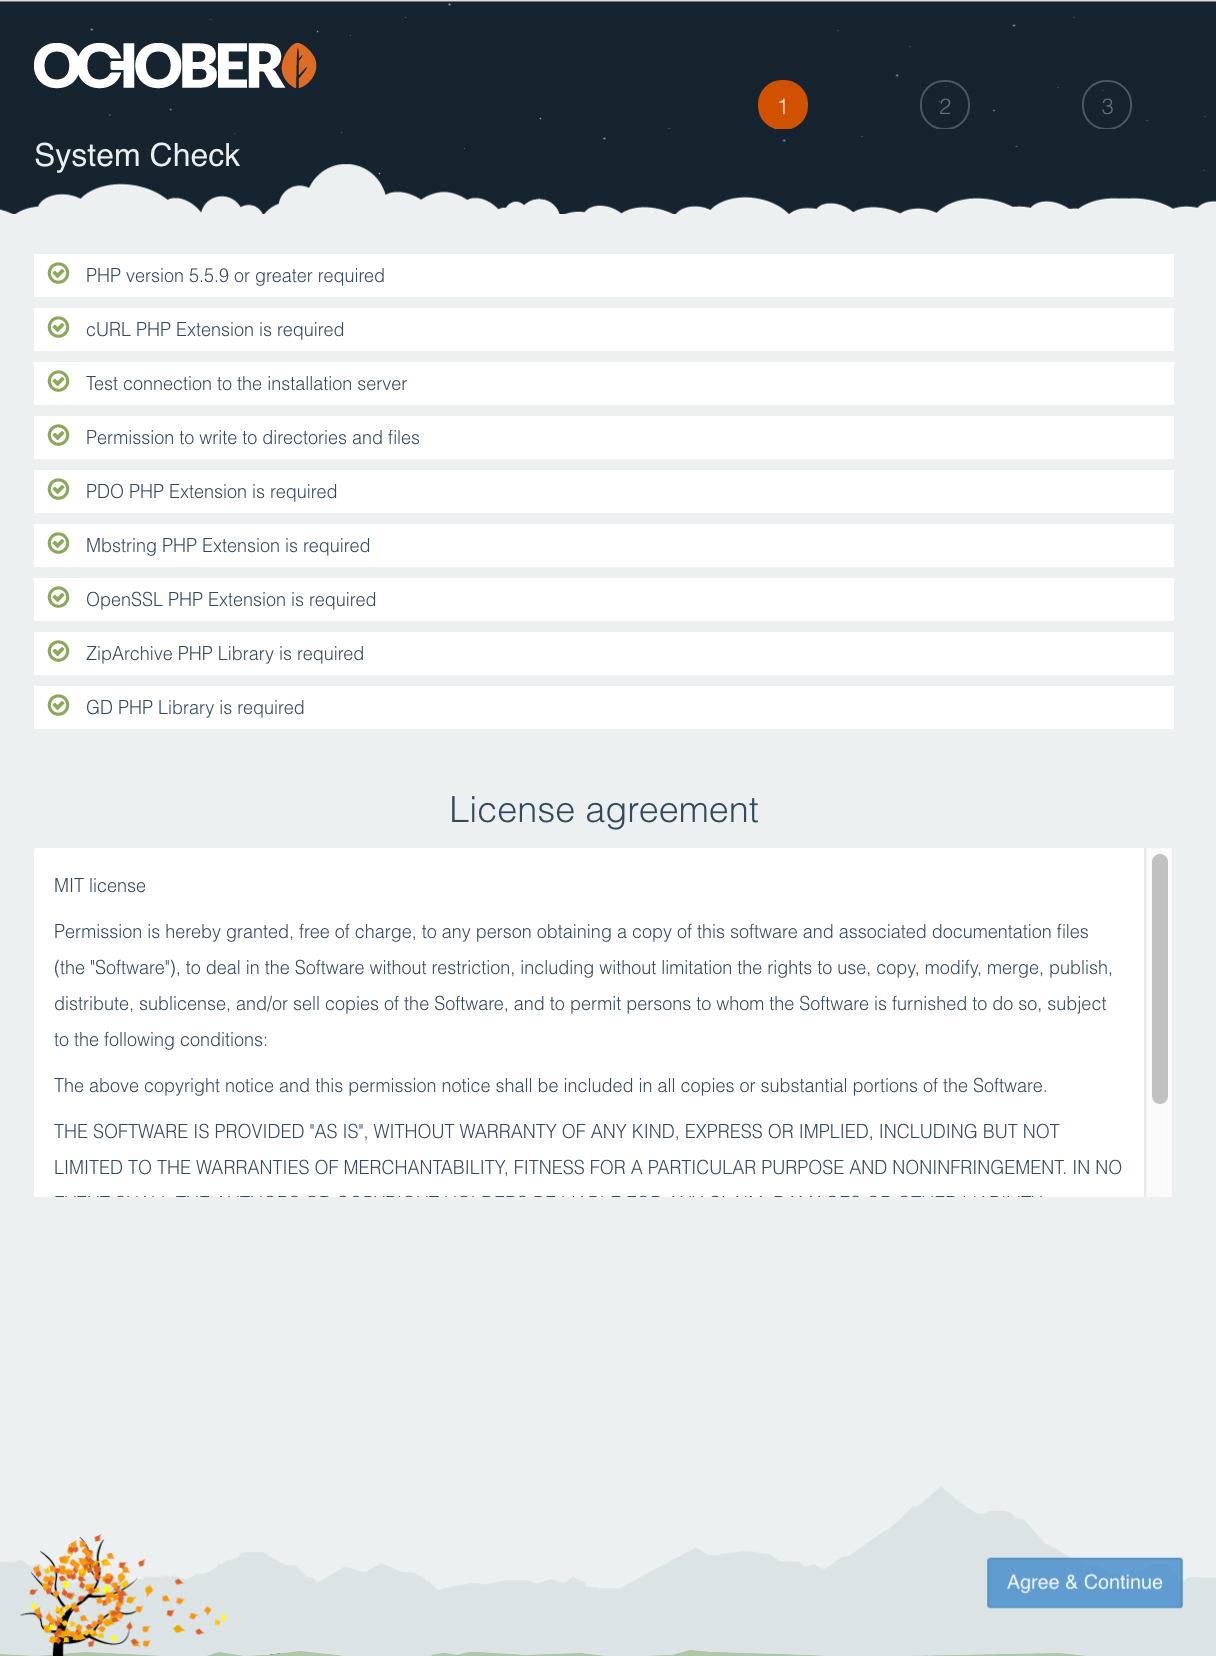 OCTOBER
1
2
3
System Check
PHP version 5.5.9 or greater required
cURL PHP Extension is required
Test connection to the installation server
Permission to write to directories and files
PDO PHP Extension is required
Mbstring PHP Extension is required
OpenSSL PHP Extension is required
ZipArchive PHP Library is required
GD PHP Library is required
License agreement
MIT license
Permission is hereby granted, free of charge, to any person obtaining a copy of this software and associated documentation files
(the "Software"), to deal in the Software without restriction, including without limitation the rights to use, copy, modify, merge, publish,
distribute, sublicense, and/or sell copies of the Software, and to permit persons to whom the Software is furnished to do so, subject
to the following conditions:
The above copyright notice and this permission notice shall be included in all copies or substantial portions of the Software.
THE SOFTWARE IS PROVIDED "AS IS", WITHOUT WARRANTY OF ANY KIND, EXPRESS OR IMPLIED, INCLUDING BUT NOT
LIMITED TO THE WARRANTIES OF MERCHANTABILITY, FITNESS FOR A PARTICULAR PURPOSE AND NONINFRINGEMENT. IN NO
Agree & Continue